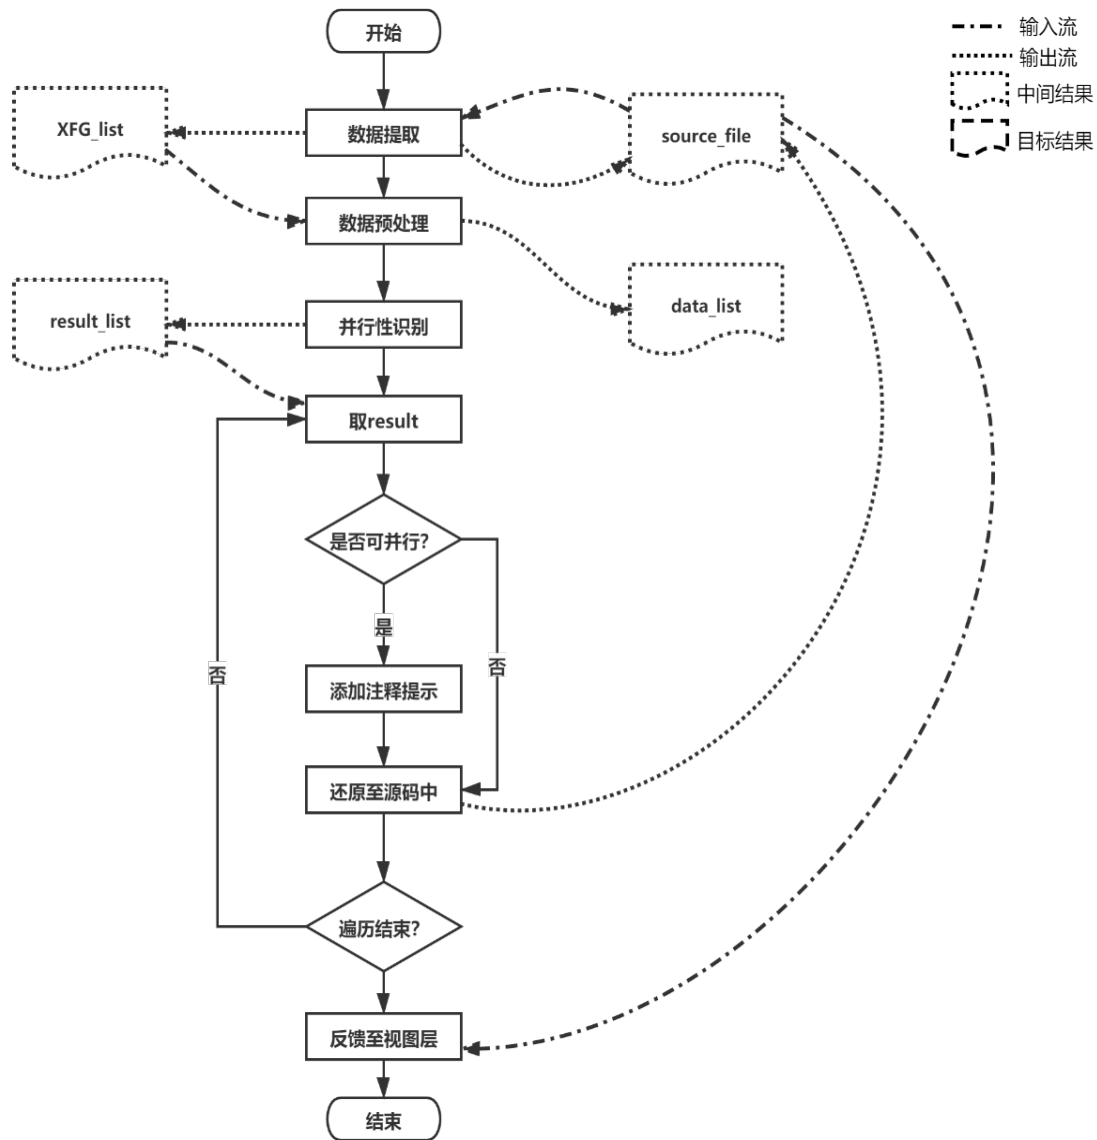 开始
输入流
输出流
中间结果
目标结果
XFG_list
数据提取
source_file
数据预处理
result_list
并行性识别
data_list
取result
是否可并行？
是
否
否
添加注释提示
还原至源码中
遍历结束？
反馈至视图层
结束